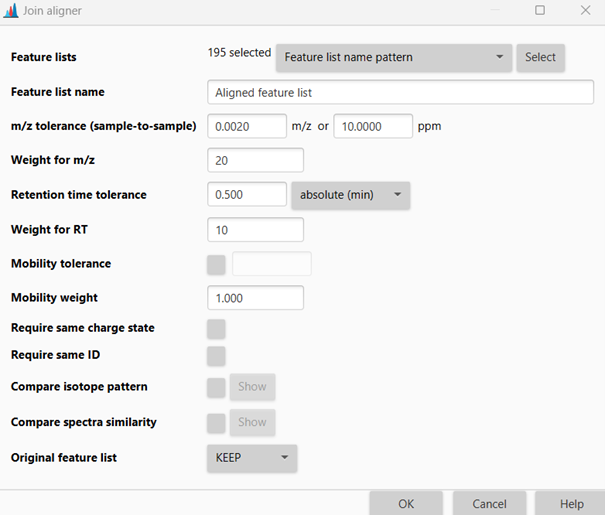 Join aligner
Feature lists 195 selected Feature list name pattern Select
Feature list name Aligned feature list
m/z tolerance (sample-to-sample) 0.0020 m/z or 10.0000 ppm
Weight for m/z 20
Retention time tolerance 0.500 absolute (min)
Weight for RT 10
Mobility tolerance
Mobility weight 1.000
Require same charge state
Require same ID
Compare isotope pattern Show
Compare spectra similarity Show
Original feature list KEEP
OK Cancel Help